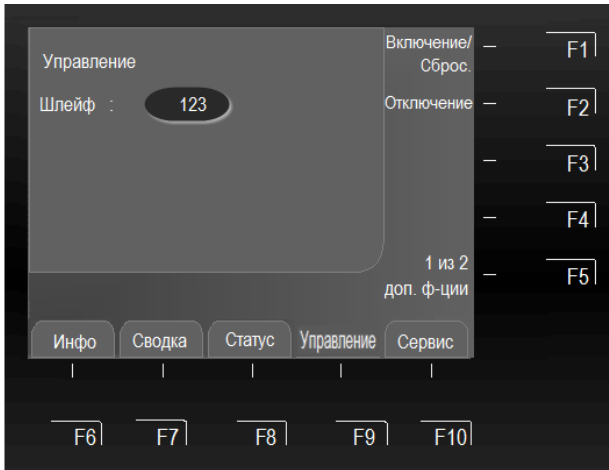 Управление
Шлейф : 123
Включение/
Сброс.
Отключение
1 из 2
доп. ф-ции
F1
F2
F3
F4
F5
Инфо Сводка Статус Управление Сервис
F6 F7 F8 F9 F10